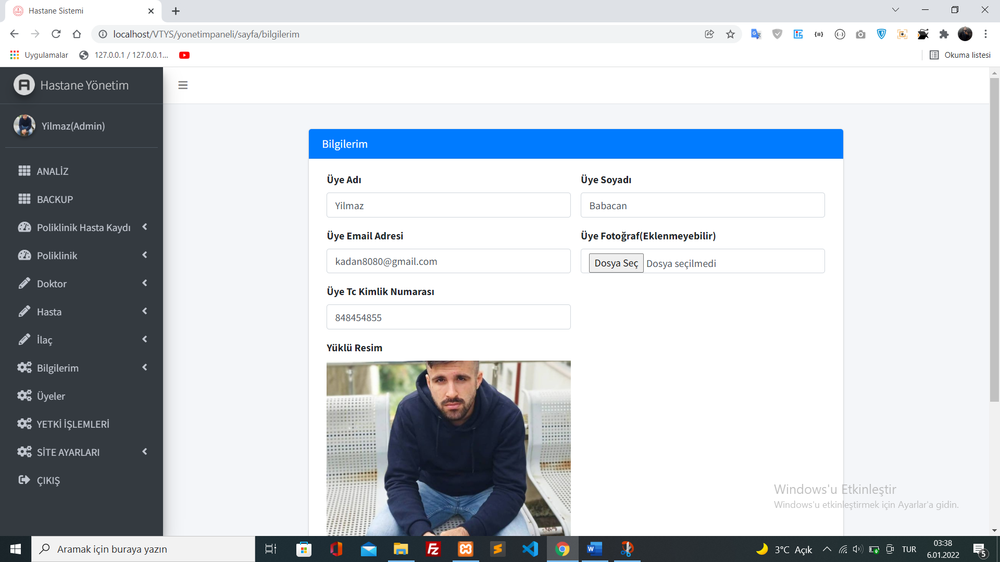 Hastane Sistemi
localhost/VTYS/yonetimpaneli/sayfa/bilgilerim
Uygulamalar
127.0.0.1 / 127.0.0.1...
Okuma listesi
Hastane Yönetim
Yilmaz(Admin)
ANALİZ
BACKUP
Poliklinik Hasta Kaydı
Poliklinik
Doktor
Hasta
İlaç
Bilgilerim
Üyeler
YETKİ İŞLEMLERİ
SİTE AYARLARI
ÇIKIŞ
Bilgilerim
Üye Adı
Üye Soyadı
Yilmaz
Babacan
Üye Email Adresi
Üye Fotoğraf(Eklenmeyebilir)
kadan8080@gmail.com
Dosya Seç Dosya seçilmedi
Üye Tc Kimlik Numarası
848454855
Yüklü Resim
Windows'u Etkinleştir
Windows'u etkinleştirmek için Ayarlar'a gidin.
Aramak için buraya yazın
3°C Açık
TUR
03:38
6.01.2022
5